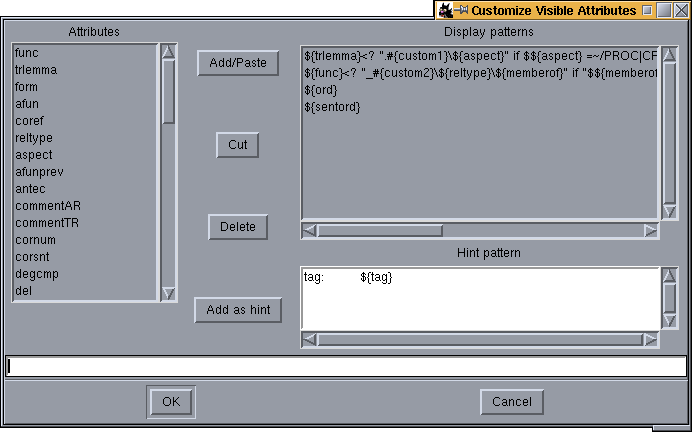 Customize Visible Attributes
Attributes
func
trlemma
form
afun
coref
reltype
aspect
afunprev
antec
commentAR
commentTR
cornum
corsnt
degcmp
del
Add/Paste
Cut
Delete
Add as hint
Display patterns
${trlemma}<? ".#{custom1}\${aspect}" if $${aspect} =~/PROC|CF
${func}<? "_#{custom2}\${reltype}\${memberof}" if "$${memberof
${ord}
${sentord}
Hint pattern
tag: ${tag}
OK
Cancel